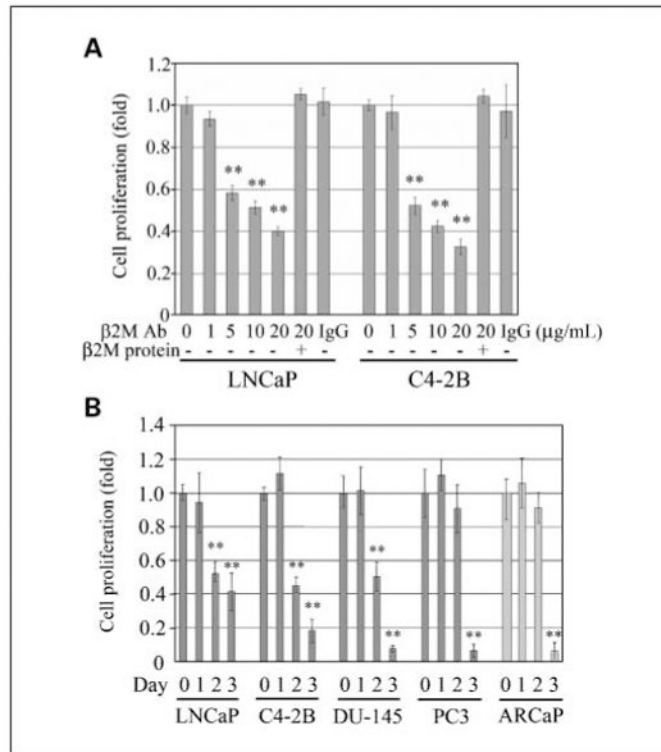 A
Cell proliferation (fold)
1.2
1.0
0.8
0.6
0.4
0.2
0
** ** **
** ** **
β2M Ab 0 1 5 10 20 20 IgG 0 1 5 10 20 20 IgG (μg/mL)
β2M protein - - - - - + - - - - - - + -
LNCaP C4-2B
B
Cell proliferation (fold)
1.4
1.2
1.0
0.8
0.6
0.4
0.2
0
** **
** **
** **
**
**
Day 0 1 2 3 0 1 2 3 0 1 2 3 0 1 2 3 0 1 2 3
LNCaP C4-2B DU-145 PC3 ARCaP